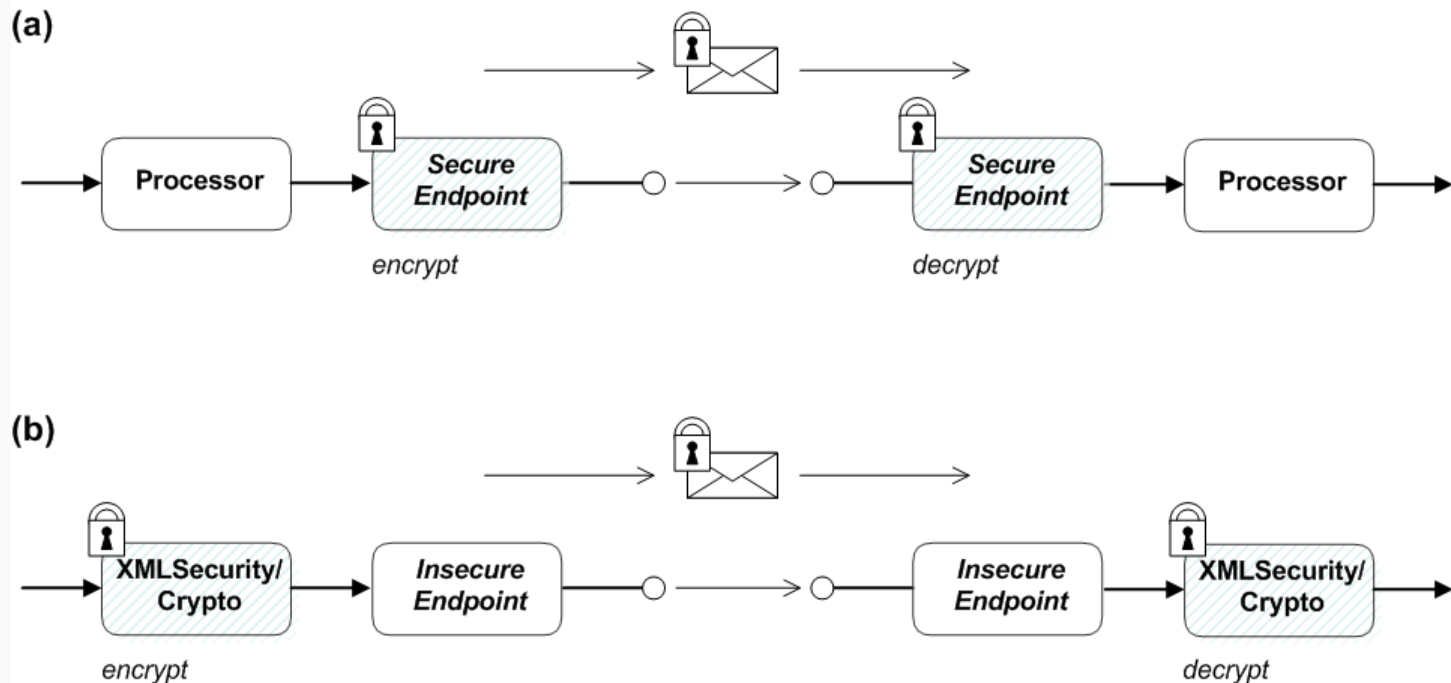 (a)
Processor
Secure
Endpoint
encrypt
Secure
Endpoint
decrypt
Processor
(b)
XMLSecurity/
Crypto
encrypt
Insecure
Endpoint
Insecure
Endpoint
XMLSecurity/
Crypto
decrypt